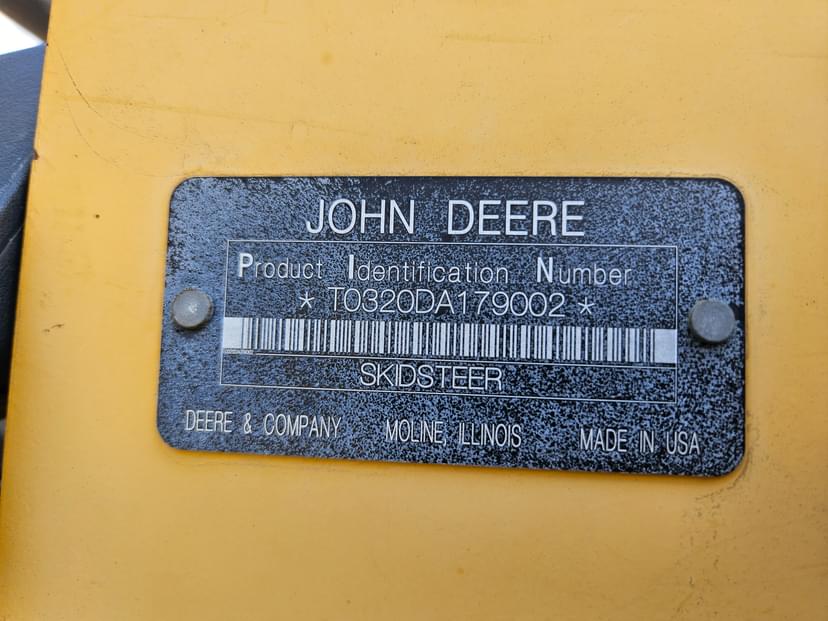 JOHN DEERE
Product Identification Number
* T0320DA179002 *
SKIDSTEER
DEERE & COMPANY MOLINE, ILLINOIS MADE IN USA